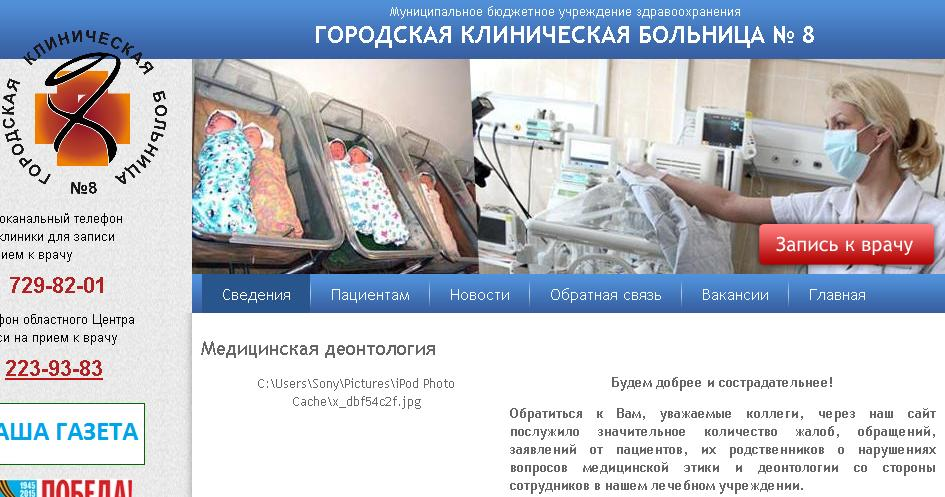 Муниципальное бюджетное учреждение здравоохранения
ГОРОДСКАЯ КЛИНИЧЕСКАЯ БОЛЬНИЦА № 8
ГОРОДСКАЯ КЛИНИЧЕСКАЯ БОЛЬНИЦА
№8
оканальный телефон
клиники для записи
ием к врачу
729-82-01
фон областного Центра
си на прием к врачу
223-93-83
АША ГАЗЕТА
1945
2015
ПОБЕДА!
Запись к врачу
Сведения
Пациентам
Новости
Обратная связь
Вакансии
Главная
Медицинская деонтология
C:\Users\Sony\Pictures\iPod Photo
Cache\x_dbf54c2f.jpg
Будем добрее и сострадательнее!
Обратиться к Вам, уважаемые коллеги, через наш сайт
послужило значительное количество жалоб, обращений,
заявлений от пациентов, их родственников о нарушениях
вопросов медицинской этики и деонтологии со стороны
сотрудников в нашем лечебном учреждении.